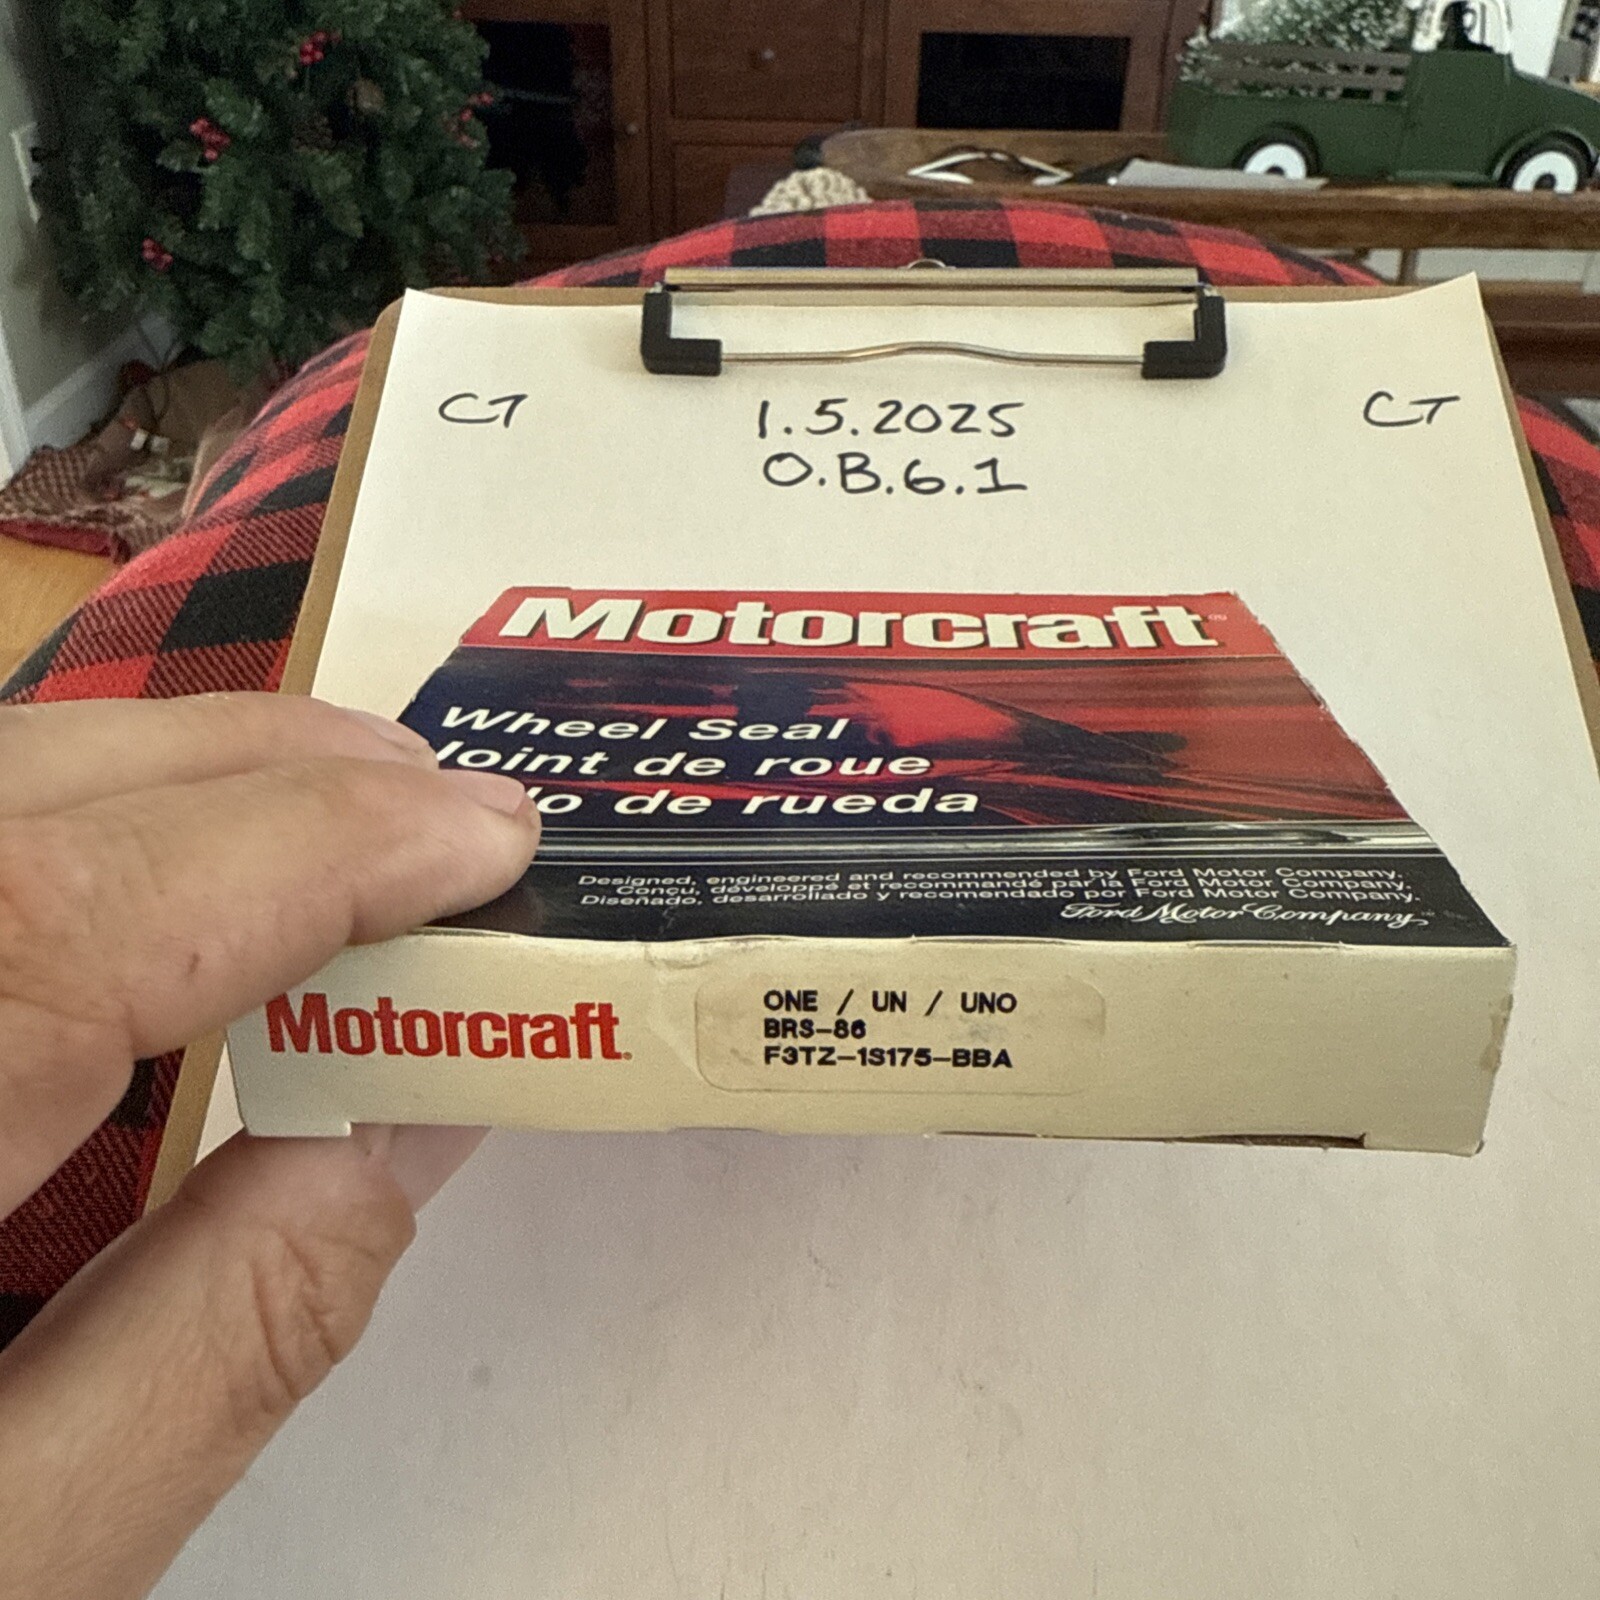 CT 1.5.2025 CT
O.B.6.1
Motorcraft
Wheel Seal
Joint de roue
de rueda
Designed, engineered and recommended by Ford Motor Company.
Conçu, développé et recommandé par la Ford Motor Company.
Diseñado, desarrollado y recomendado por Ford Motor Company.
Ford Motor Company
Motorcraft
ONE / UN / UNO
BRS-86
F3TZ-1S175-BBA